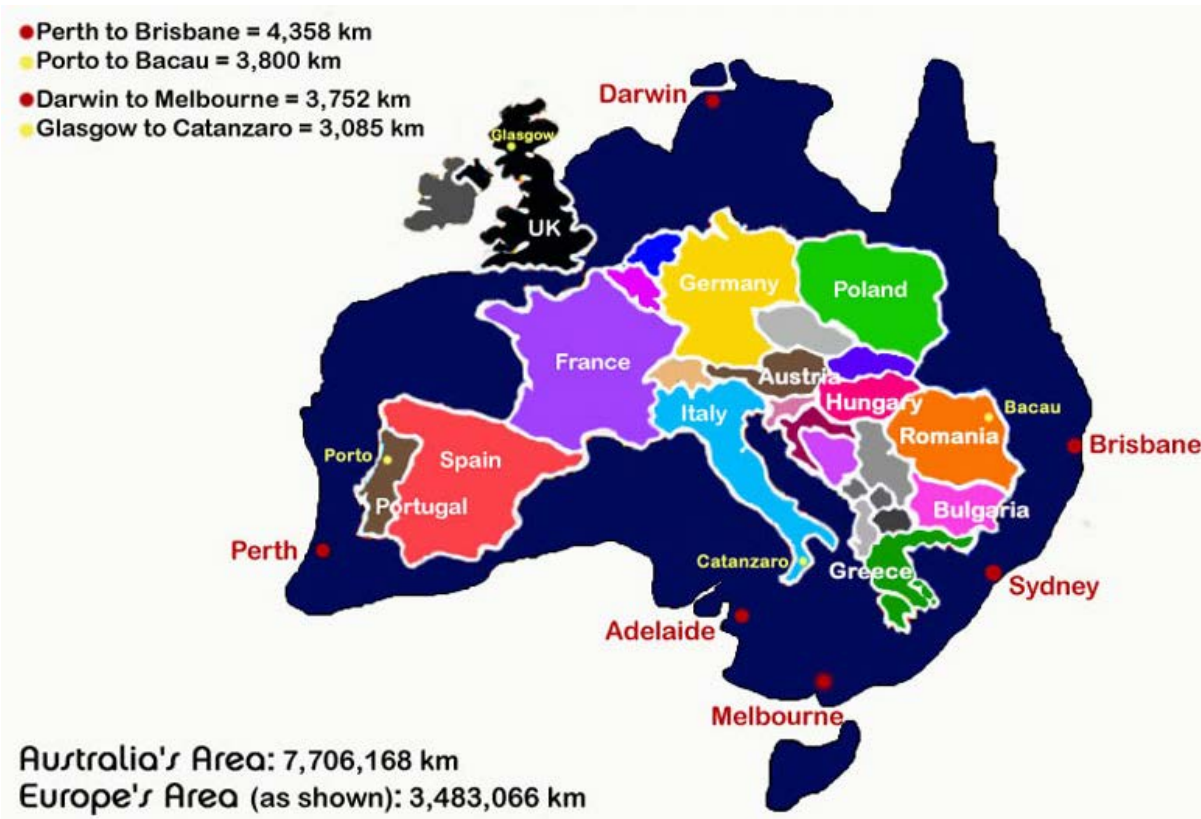 Perth to Brisbane = 4,358 km
Porto to Bacau = 3,800 km
Darwin to Melbourne = 3,752 km
Glasgow to Catanzaro = 3,085 km
Darwin
Glasgow
UK
Germany
Poland
France
Austria
Italy
Hungary
Bacau
Romania
Brisbane
Porto
Spain
Portugal
Bulgaria
Perth
Catanzaro
Greece
Sydney
Adelaide
Melbourne
Australia's Area: 7,706,168 km
Europe's Area (as shown): 3,483,066 km